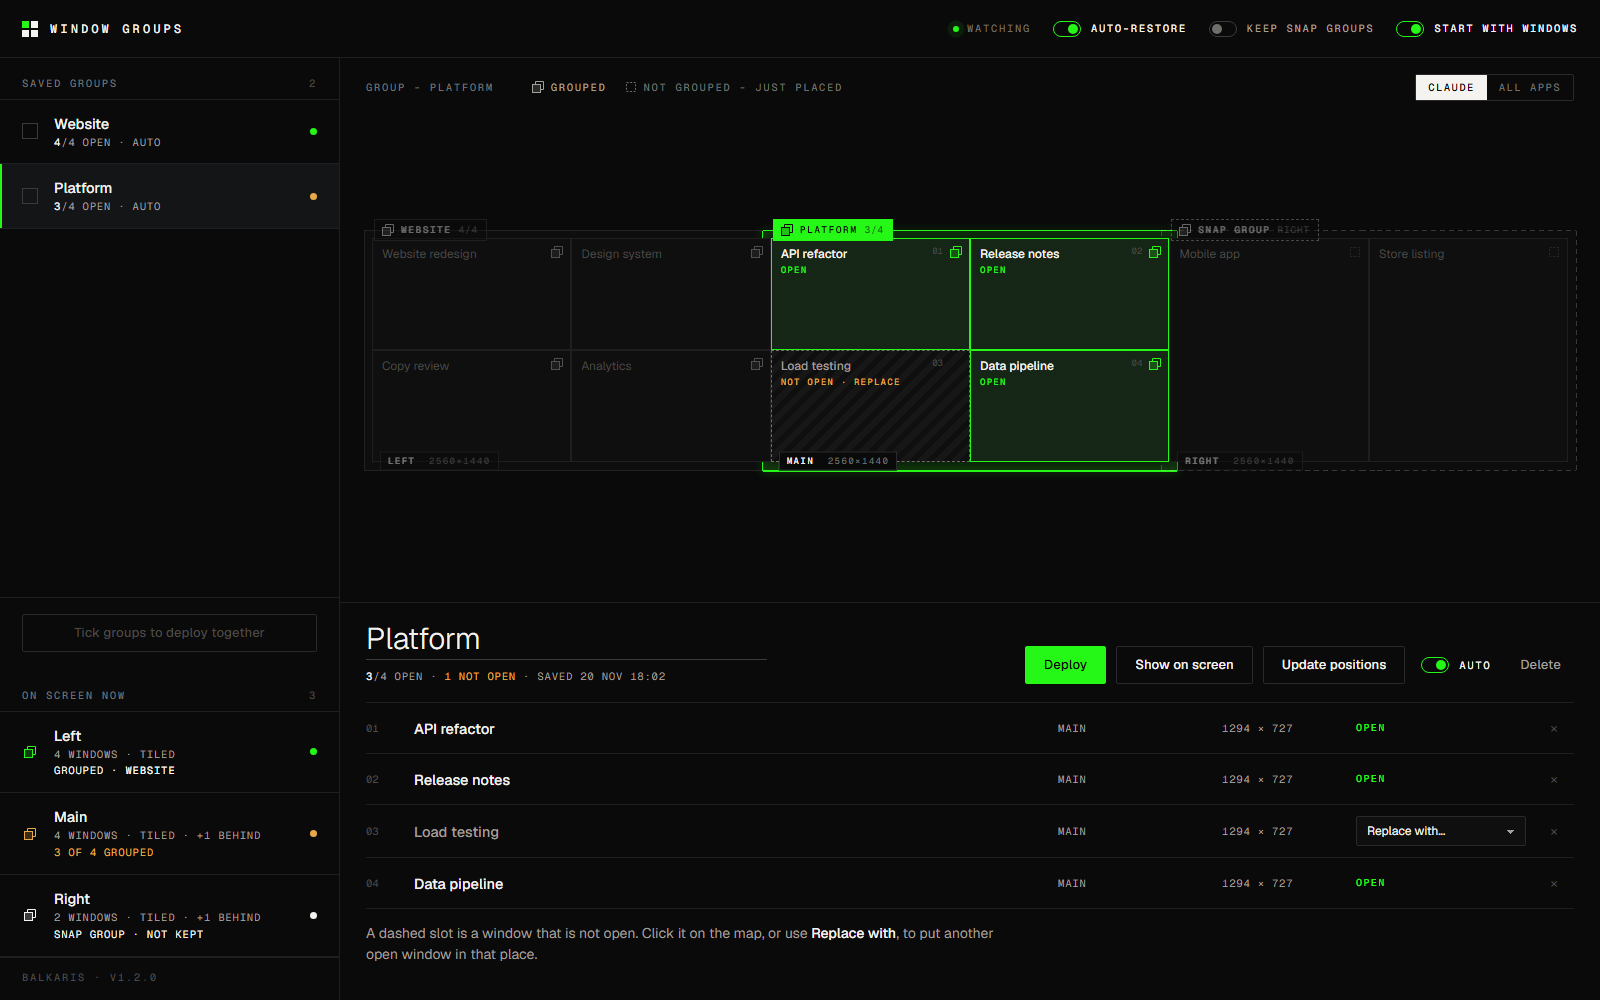 WINDOW GROUPS
WATCHING
AUTO-RESTORE
KEEP SNAP GROUPS
START WITH WINDOWS
SAVED GROUPS 2
Website
4/4 OPEN · AUTO
Platform
3/4 OPEN · AUTO
Tick groups to deploy together
ON SCREEN NOW 3
Left
4 WINDOWS · TILED
GROUPED · WEBSITE
Main
4 WINDOWS · TILED · +1 BEHIND
3 OF 4 GROUPED
Right
2 WINDOWS · TILED · +1 BEHIND
SNAP GROUP · NOT KEPT
BALKARIS · V1.2.0
GROUP – PLATFORM
GROUPED
NOT GROUPED – JUST PLACED
CLAUDE
ALL APPS
WEBSITE 4/4
PLATFORM 3/4
SNAP GROUP RIGHT
Website redesign
Design system
API refactor 01
OPEN
Release notes 02
OPEN
Mobile app
Store listing
Copy review
Analytics
Load testing 03
NOT OPEN · REPLACE
Data pipeline 04
OPEN
LEFT 2560×1440
MAIN 2560×1440
RIGHT 2560×1440
Platform
3/4 OPEN · 1 NOT OPEN · SAVED 20 NOV 18:02
Deploy
Show on screen
Update positions
AUTO
Delete
01 API refactor MAIN 1294 × 727 OPEN ×
02 Release notes MAIN 1294 × 727 OPEN ×
03 Load testing MAIN 1294 × 727 Replace with… ×
04 Data pipeline MAIN 1294 × 727 OPEN ×
A dashed slot is a window that is not open. Click it on the map, or use Replace with, to put another
open window in that place.